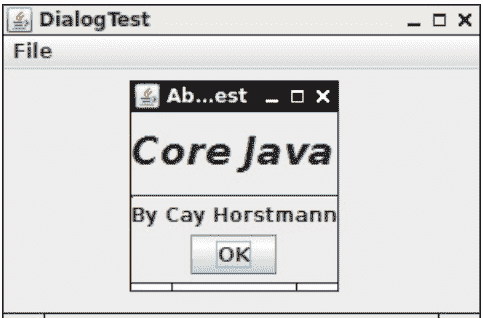 DialogTest
File
Ab...est
Core Java
By Cay Horstmann
OK